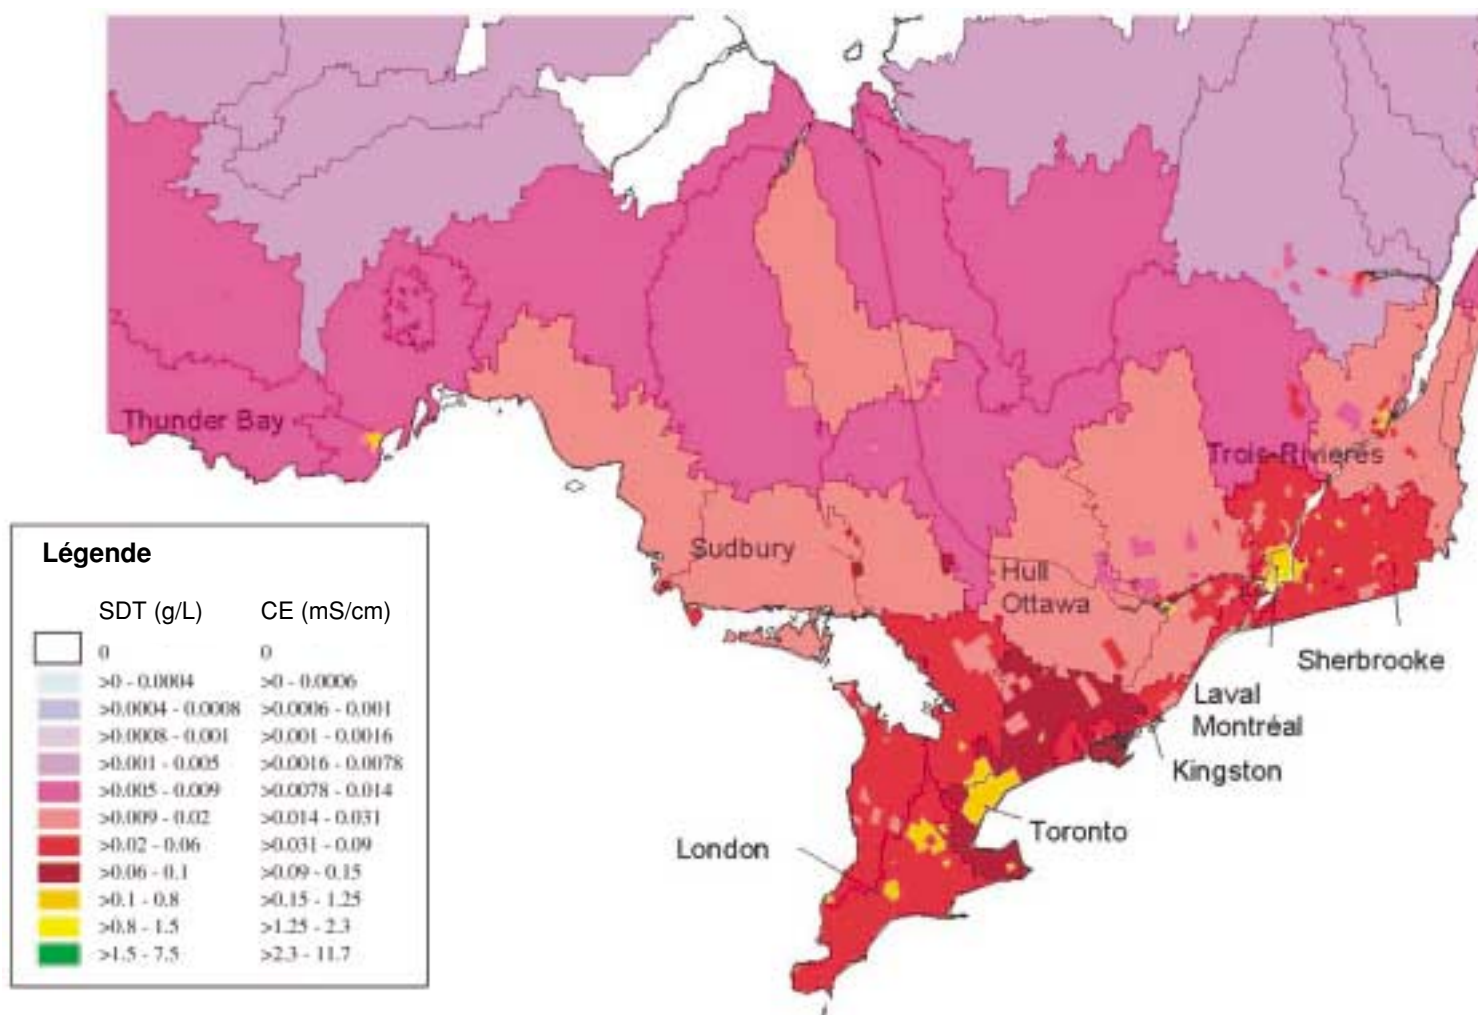 Thunder Bay
Trois-Rivieres
Sudbury
Hull
Ottawa
Sherbrooke
Laval
Montréal
Kingston
Toronto
London
Légende
SDT (g/L) CE (mS/cm)
0 0
>0 - 0.0004 >0 - 0.0006
>0.0004 - 0.0008 >0.0006 - 0.001
>0.0008 - 0.001 >0.001 - 0.0016
>0.001 - 0.005 >0.0016 - 0.0078
>0.005 - 0.009 >0.0078 - 0.014
>0.009 - 0.02 >0.014 - 0.031
>0.02 - 0.06 >0.031 - 0.09
>0.06 - 0.1 >0.09 - 0.15
>0.1 - 0.8 >0.15 - 1.25
>0.8 - 1.5 >1.25 - 2.3
>1.5 - 7.5 >2.3 - 11.7